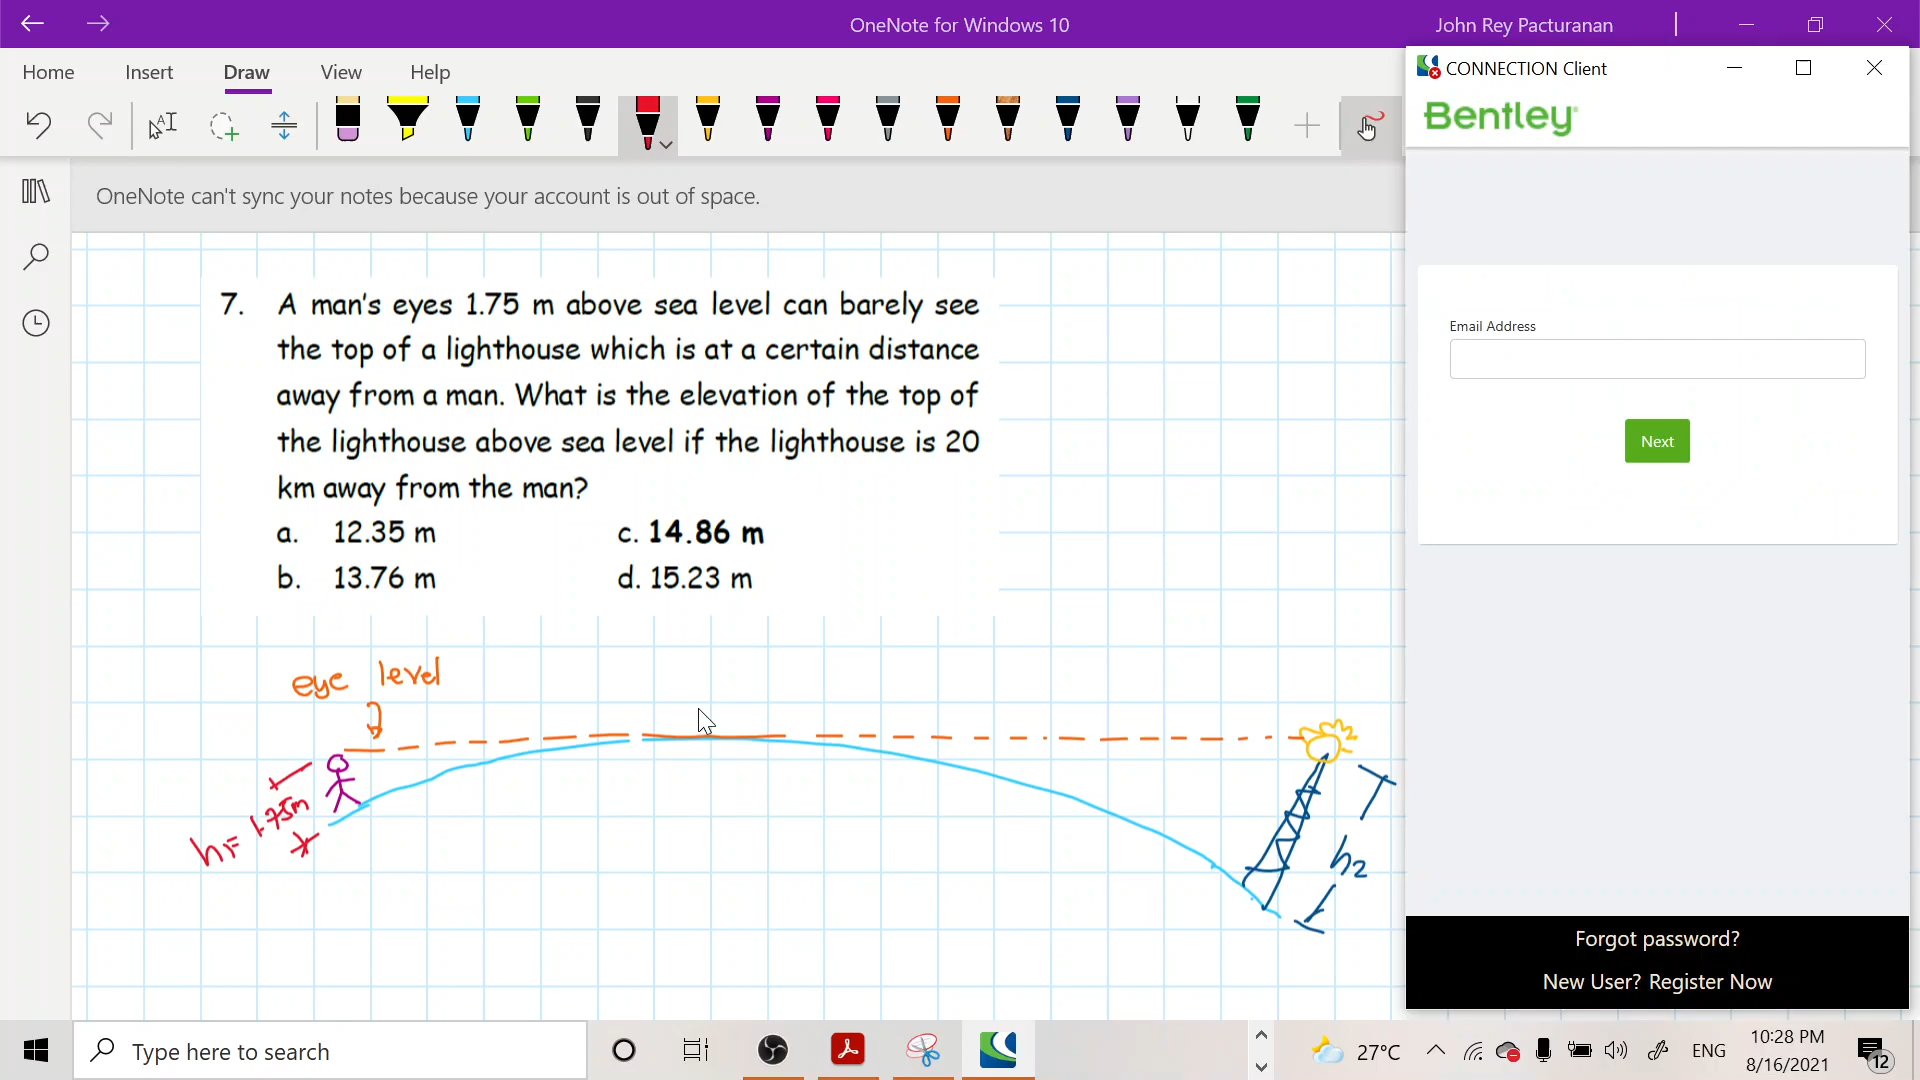 OneNote for Windows 10
John Rey Pacturanan
Home Insert Draw View Help
CONNECTION Client
Bentley
OneNote can't sync your notes because your account is out of space.
7. A man's eyes 1.75 m above sea level can barely see
the top of a lighthouse which is at a certain distance
away from a man. What is the elevation of the top of
the lighthouse above sea level if the lighthouse is 20
km away from the man?
a. 12.35 m c. 14.86 m
b. 13.76 m d. 15.23 m
eye level
h = 1.75m
h2
Email Address
Next
Forgot password?
New User? Register Now
Type here to search
27°C
ENG
10:28 PM
8/16/2021
12